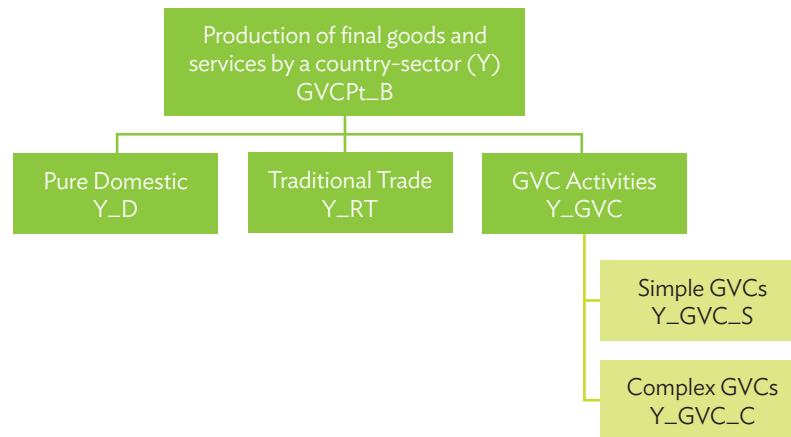 Production of final goods and
services by a country-sector (Y)
GVCPt_B
Pure Domestic
Y_D
Traditional Trade
Y_RT
GVC Activities
Y_GVC
Simple GVCs
Y_GVC_S
Complex GVCs
Y_GVC_C